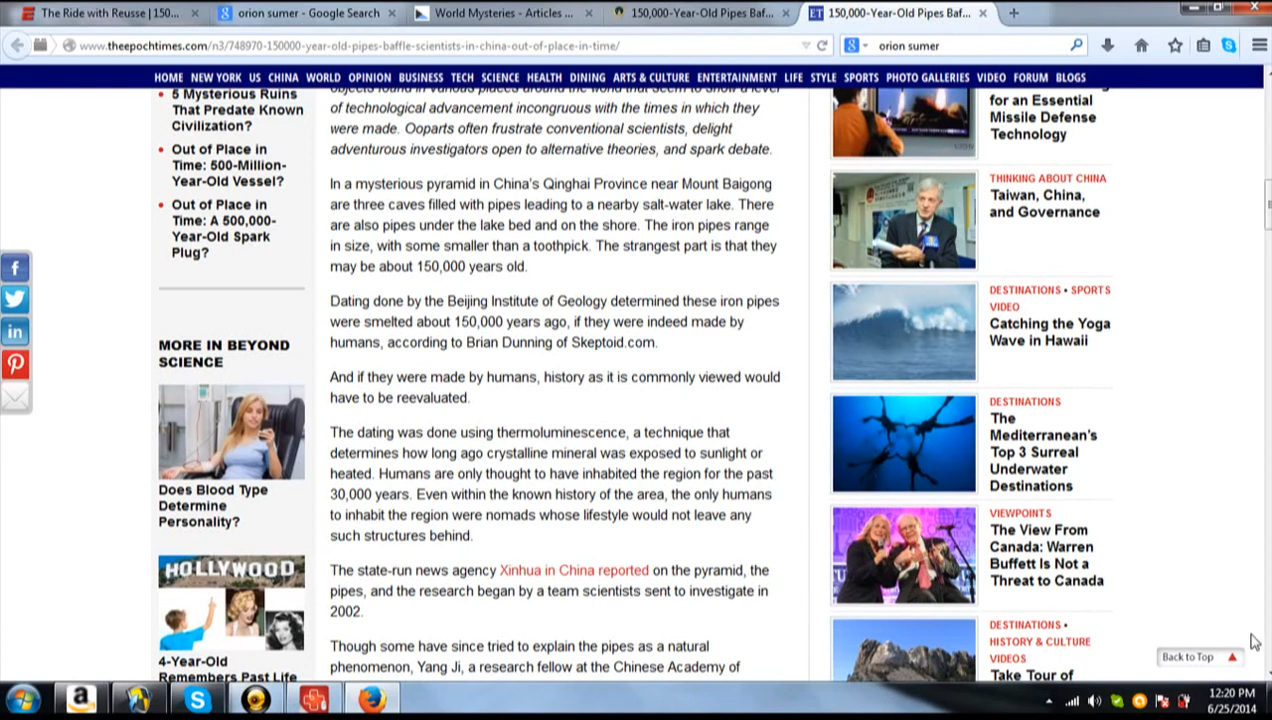 The Ride with Reusse | 150...
orion sumer - Google Search
World Mysteries - Articles ...
150,000-Year-Old Pipes Baf...
ET 150,000-Year-Old Pipes Baf...
www.theepochtimes.com/n3/748970-150000-year-old-pipes-baffle-scientists-in-china-out-of-place-in-time/
orion sumer
HOME NEW YORK US CHINA WORLD OPINION BUSINESS TECH SCIENCE HEALTH DINING ARTS & CULTURE ENTERTAINMENT LIFE STYLE SPORTS PHOTO GALLERIES VIDEO FORUM BLOGS
5 Mysterious Ruins
That Predate Known
Civilization?
Out of Place in
Time: 500-Million-
Year-Old Vessel?
Out of Place in
Time: A 500,000-
Year-Old Spark
Plug?
MORE IN BEYOND
SCIENCE
Does Blood Type
Determine
Personality?
HOLLYWOOD
4-Year-Old
Remembers Past Life
objects found in various places around the world that seem to show a level
of technological advancement incongruous with the times in which they
were made. Ooparts often frustrate conventional scientists, delight
adventurous investigators open to alternative theories, and spark debate.
In a mysterious pyramid in China's Qinghai Province near Mount Baigong
are three caves filled with pipes leading to a nearby salt-water lake. There
are also pipes under the lake bed and on the shore. The iron pipes range
in size, with some smaller than a toothpick. The strangest part is that they
may be about 150,000 years old.
Dating done by the Beijing Institute of Geology determined these iron pipes
were smelted about 150,000 years ago, if they were indeed made by
humans, according to Brian Dunning of Skeptoid.com.
And if they were made by humans, history as it is commonly viewed would
have to be reevaluated.
The dating was done using thermoluminescence, a technique that
determines how long ago crystalline mineral was exposed to sunlight or
heated. Humans are only thought to have inhabited the region for the past
30,000 years. Even within the known history of the area, the only humans
to inhabit the region were nomads whose lifestyle would not leave any
such structures behind.
The state-run news agency Xinhua in China reported on the pyramid, the
pipes, and the research began by a team scientists sent to investigate in
2002.
Though some have since tried to explain the pipes as a natural
phenomenon, Yang Ji, a research fellow at the Chinese Academy of
for an Essential
Missile Defense
Technology
THINKING ABOUT CHINA
Taiwan, China,
and Governance
DESTINATIONS • SPORTS
VIDEO
Catching the Yoga
Wave in Hawaii
DESTINATIONS
The
Mediterranean's
Top 3 Surreal
Underwater
Destinations
VIEWPOINTS
The View From
Canada: Warren
Buffett Is Not a
Threat to Canada
DESTINATIONS •
HISTORY & CULTURE
VIDEOS
Take Tour of
Back to Top
12:20 PM
6/25/2014